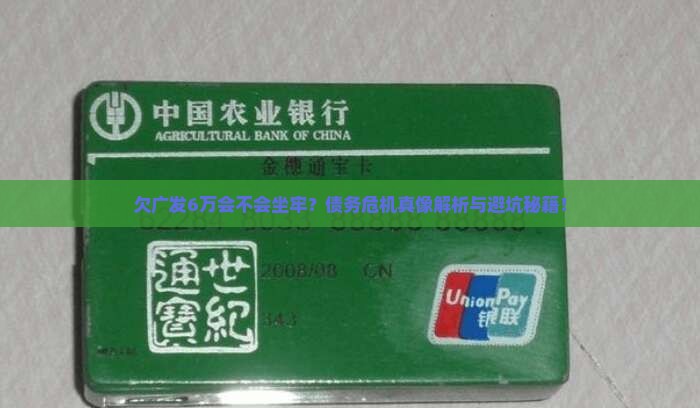 中国农业银行
AGRICULTURAL BANK OF CHINA
金穗通宝卡
欠广发6万会不会坐牢？债务危机真像解析与避坑秘籍！
2008/08 CN
世纪
通寶
343
UnionPay
银联